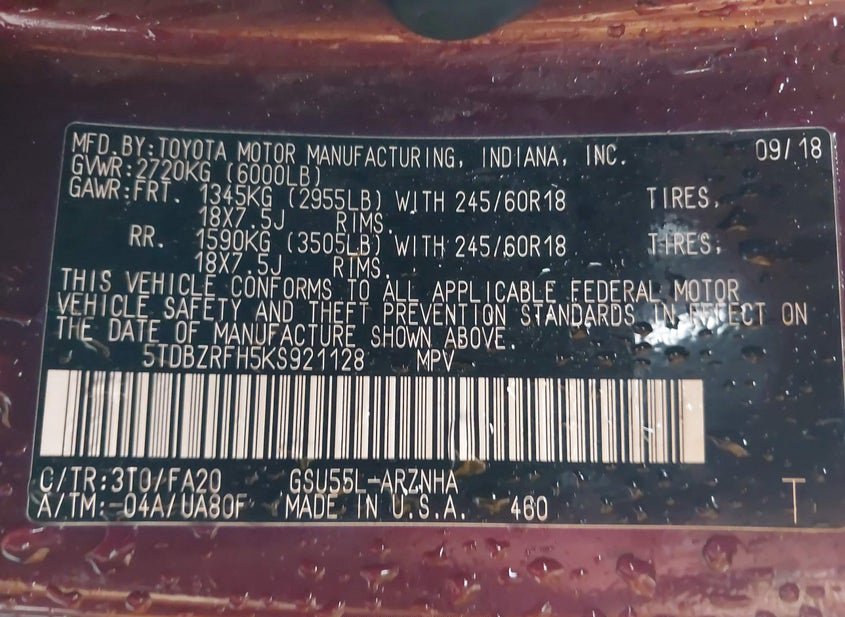 MFD.BY:TOYOTA MOTOR MANUFACTURING, INDIANA, INC. 09/18
GVWR:2720KG (6000LB)
GAWR:FRT. 1345KG (2955LB) WITH 245/60R18 TIRES,
18X7.5J RIMS.
RR. 1590KG (3505LB) WITH 245/60R18 TIRES,
18X7.5J RIMS.
THIS VEHICLE CONFORMS TO ALL APPLICABLE FEDERAL MOTOR
VEHICLE SAFETY AND THEFT PREVENTION STANDARDS IN EFFECT ON
THE DATE OF MANUFACTURE SHOWN ABOVE.
5TDBZRFH5KS921128 MPV
C/TR:3T0/FA20 GSU55L-ARZNHA
A/TM:-04A/UA80F MADE IN U.S.A. 460 T